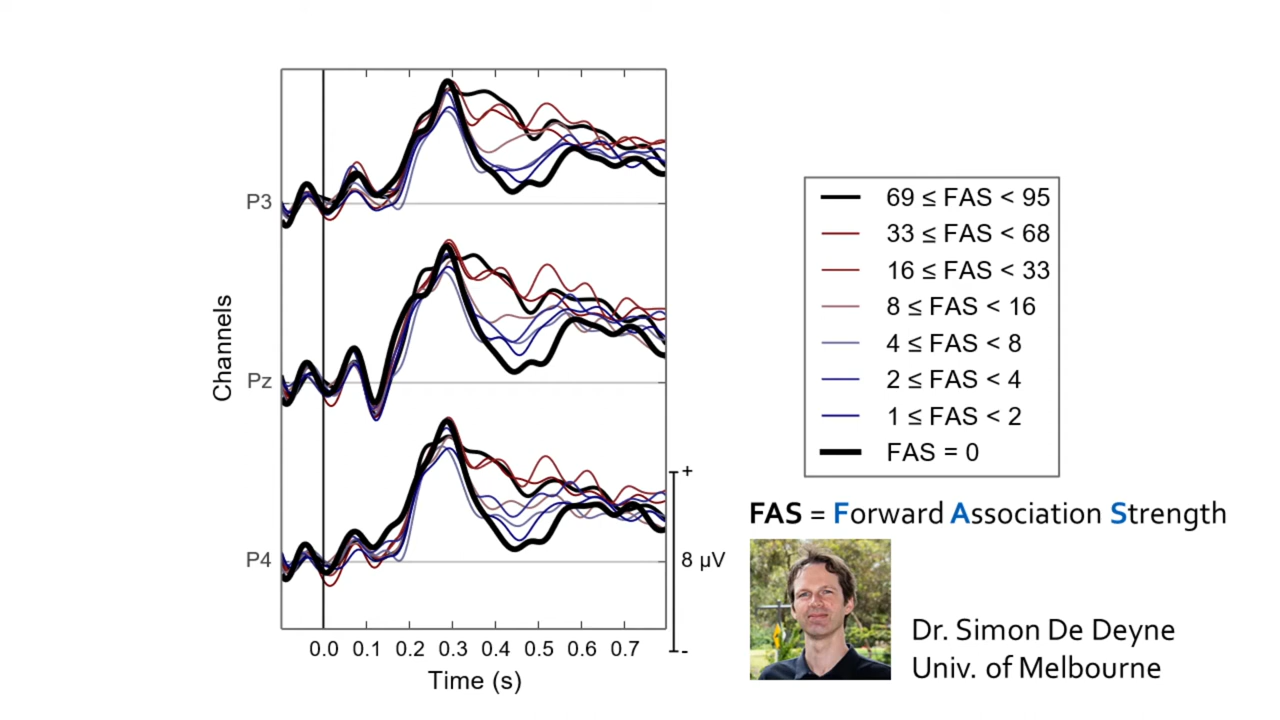 Channels
P3
Pz
P4
+
8 µV
-
0.0 0.1 0.2 0.3 0.4 0.5 0.6 0.7
Time (s)
69 ≤ FAS < 95
33 ≤ FAS < 68
16 ≤ FAS < 33
8 ≤ FAS < 16
4 ≤ FAS < 8
2 ≤ FAS < 4
1 ≤ FAS < 2
FAS = 0
FAS = Forward Association Strength
Dr. Simon De Deyne
Univ. of Melbourne